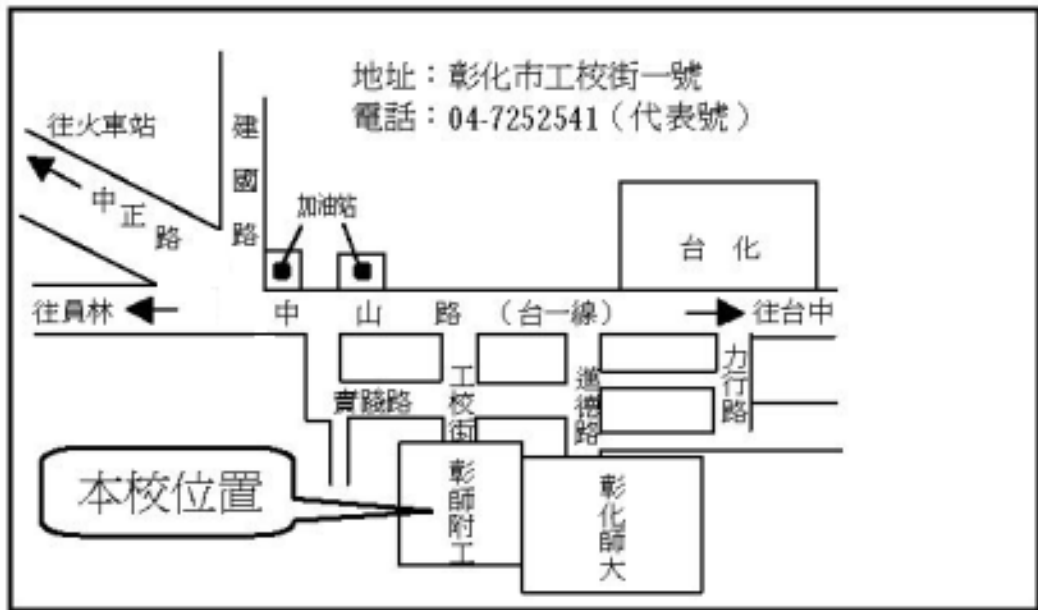 地址：彰化市工校街一號
電話：04-7252541（代表號）
往火車站
中正路
建國路
加油站
台化
往員林
中山路（台一線）
往台中
實踐路
工校街
進德路
力行路
本校位置
彰師附工
彰化師大